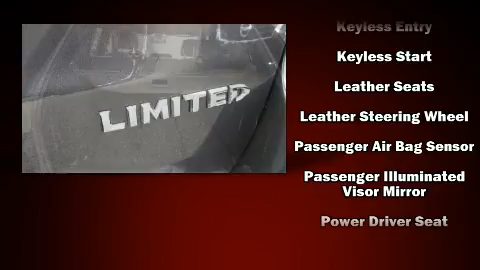 LIMITED
Keyless Entry
Keyless Start
Leather Seats
Leather Steering Wheel
Passenger Air Bag Sensor
Passenger Illuminated
Visor Mirror
Power Driver Seat